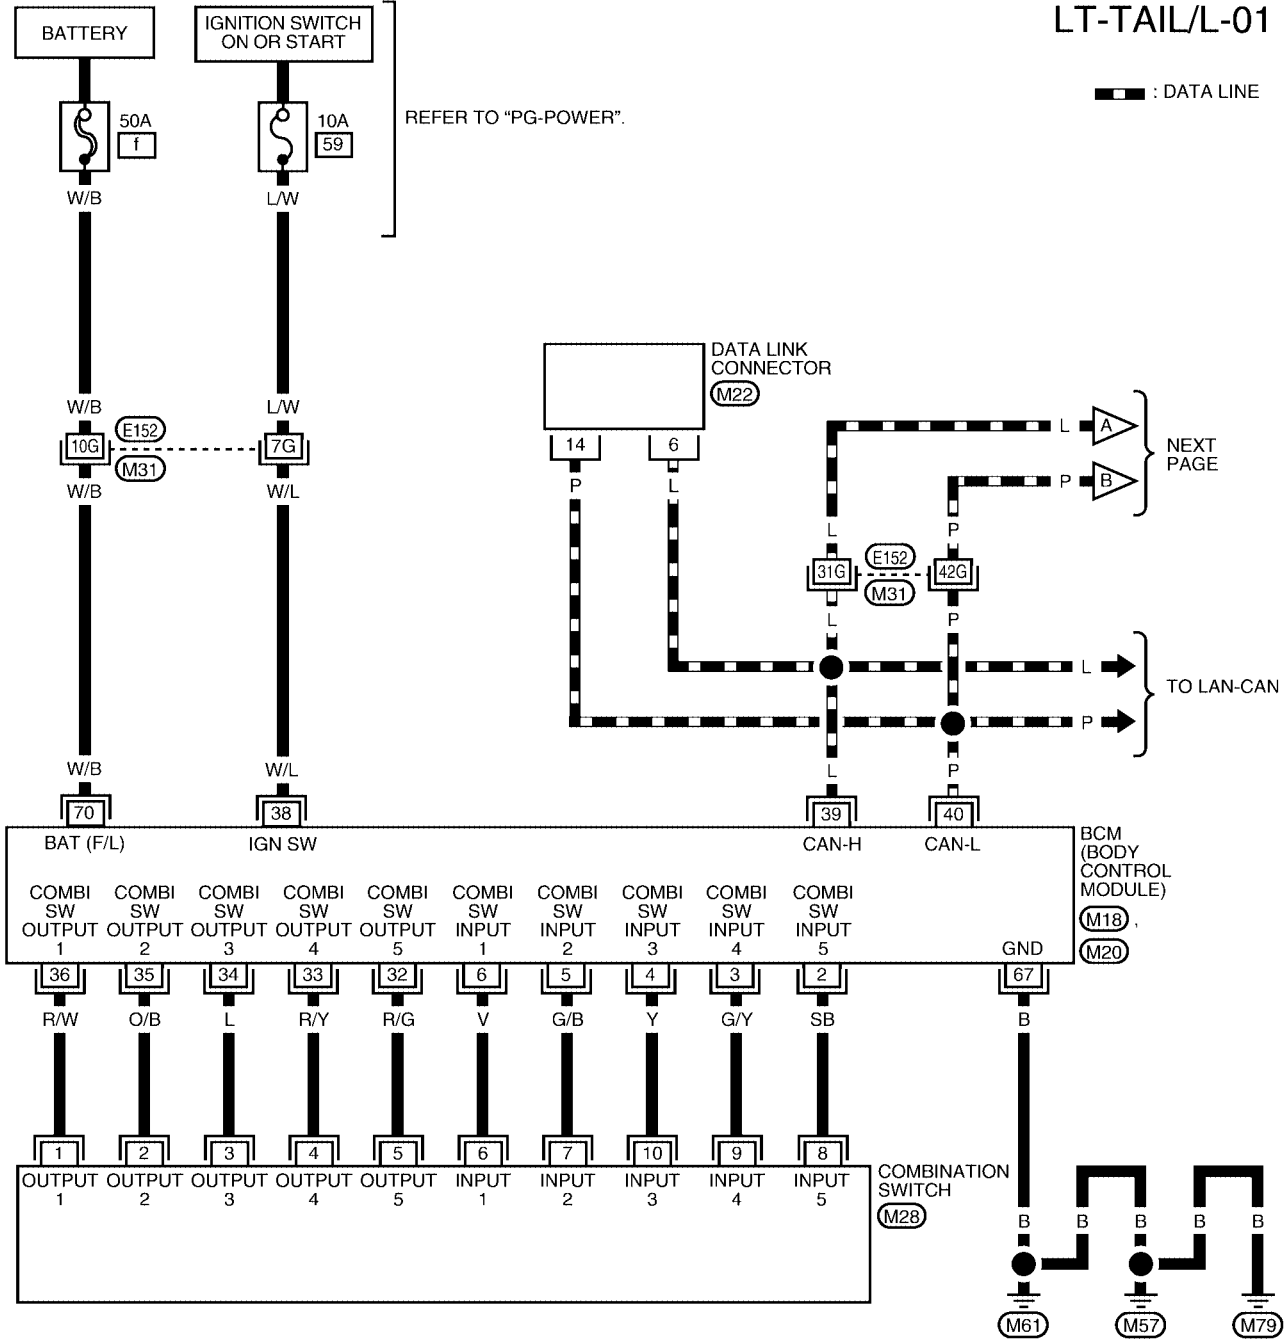 LT-TAIL/L-01
BATTERY
IGNITION SWITCH
ON OR START
: DATA LINE
50A
f
10A
59
REFER TO “PG-POWER”.
W/B
L/W
DATA LINK
CONNECTOR
M22
W/B
L/W
10G
E152
M31
7G
W/B
W/L
14
6
P
L
L
A
P
B
NEXT
PAGE
L
P
31G
E152
M31
42G
L
P
L
P
TO LAN-CAN
W/B
W/L
L
P
70
38
39
40
BAT (F/L)
IGN SW
CAN-H
CAN-L
BCM
(BODY
CONTROL
MODULE)
M18 ,
M20
COMBI COMBI COMBI COMBI COMBI COMBI COMBI COMBI COMBI COMBI
SW SW SW SW SW SW SW SW SW SW
OUTPUT OUTPUT OUTPUT OUTPUT OUTPUT INPUT INPUT INPUT INPUT INPUT
1 2 3 4 5 1 2 3 4 5 GND
36 35 34 33 32 6 5 4 3 2 67
R/W O/B L R/Y R/G V G/B Y G/Y SB B
1 2 3 4 5 6 7 10 9 8
OUTPUT OUTPUT OUTPUT OUTPUT OUTPUT INPUT INPUT INPUT INPUT INPUT
1 2 3 4 5 1 2 3 4 5
COMBINATION
SWITCH
M28
B B B B B
M61 M57 M79